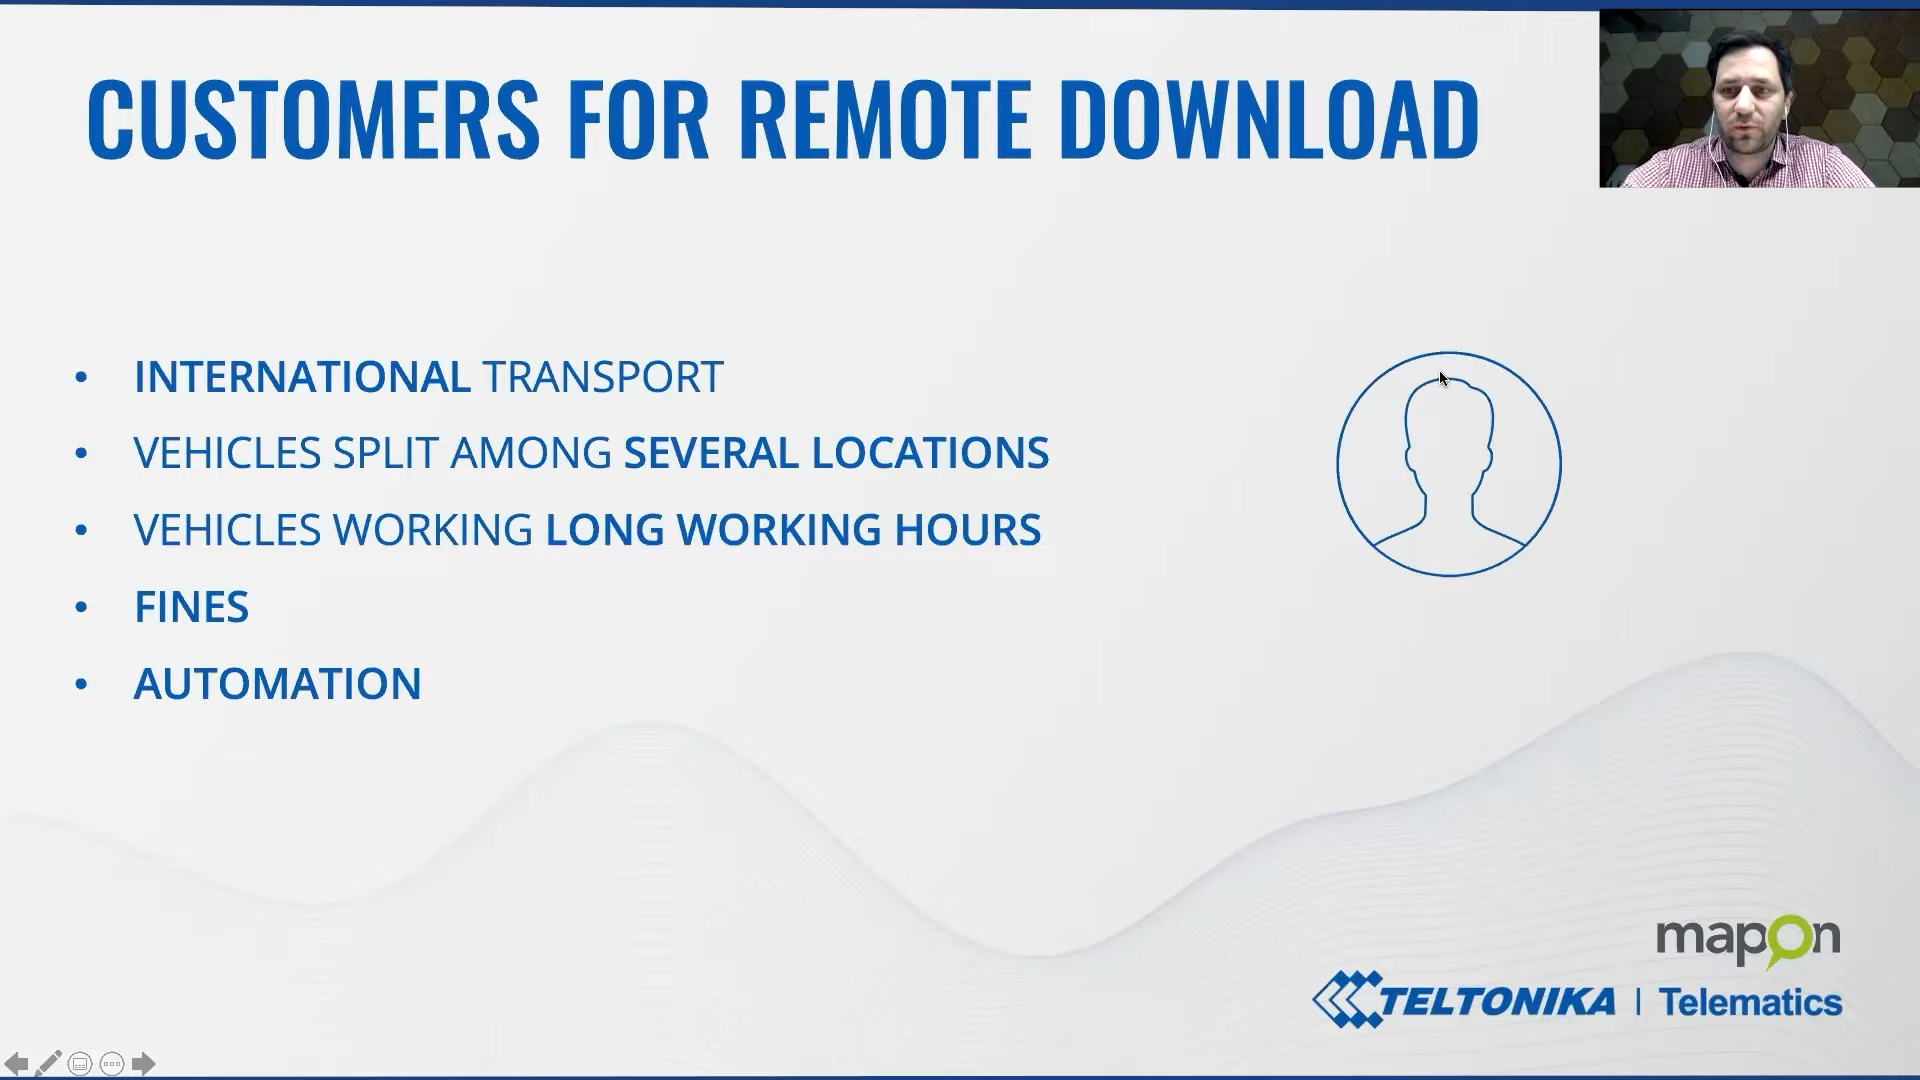 CUSTOMERS FOR REMOTE DOWNLOAD
• INTERNATIONAL TRANSPORT
• VEHICLES SPLIT AMONG SEVERAL LOCATIONS
• VEHICLES WORKING LONG WORKING HOURS
• FINES
• AUTOMATION
mapon
TELTONIKA | Telematics